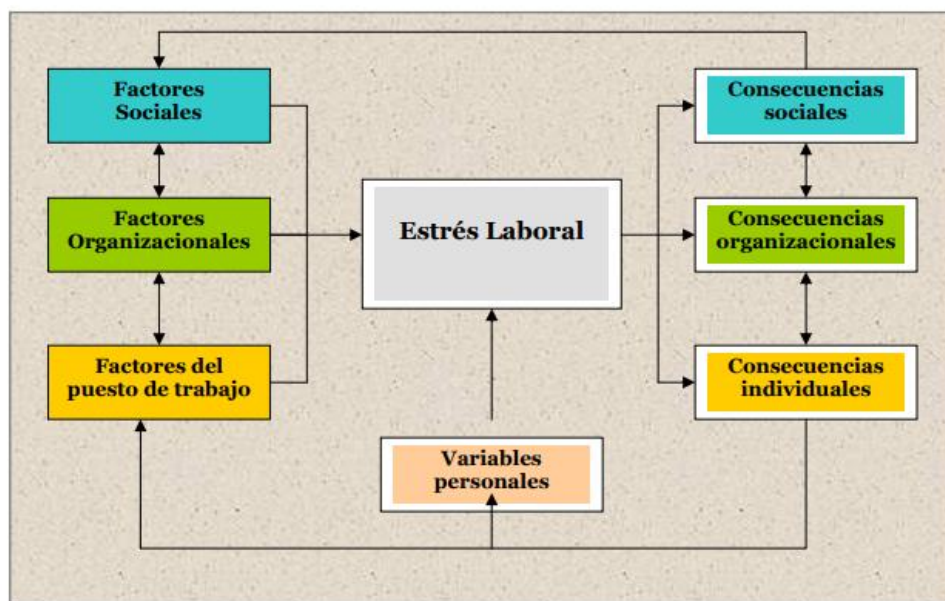 Factores
Sociales
Consecuencias
sociales
Factores
Organizacionales
Estrés Laboral
Consecuencias
organizacionales
Factores del
puesto de trabajo
Consecuencias
individuales
Variables
personales